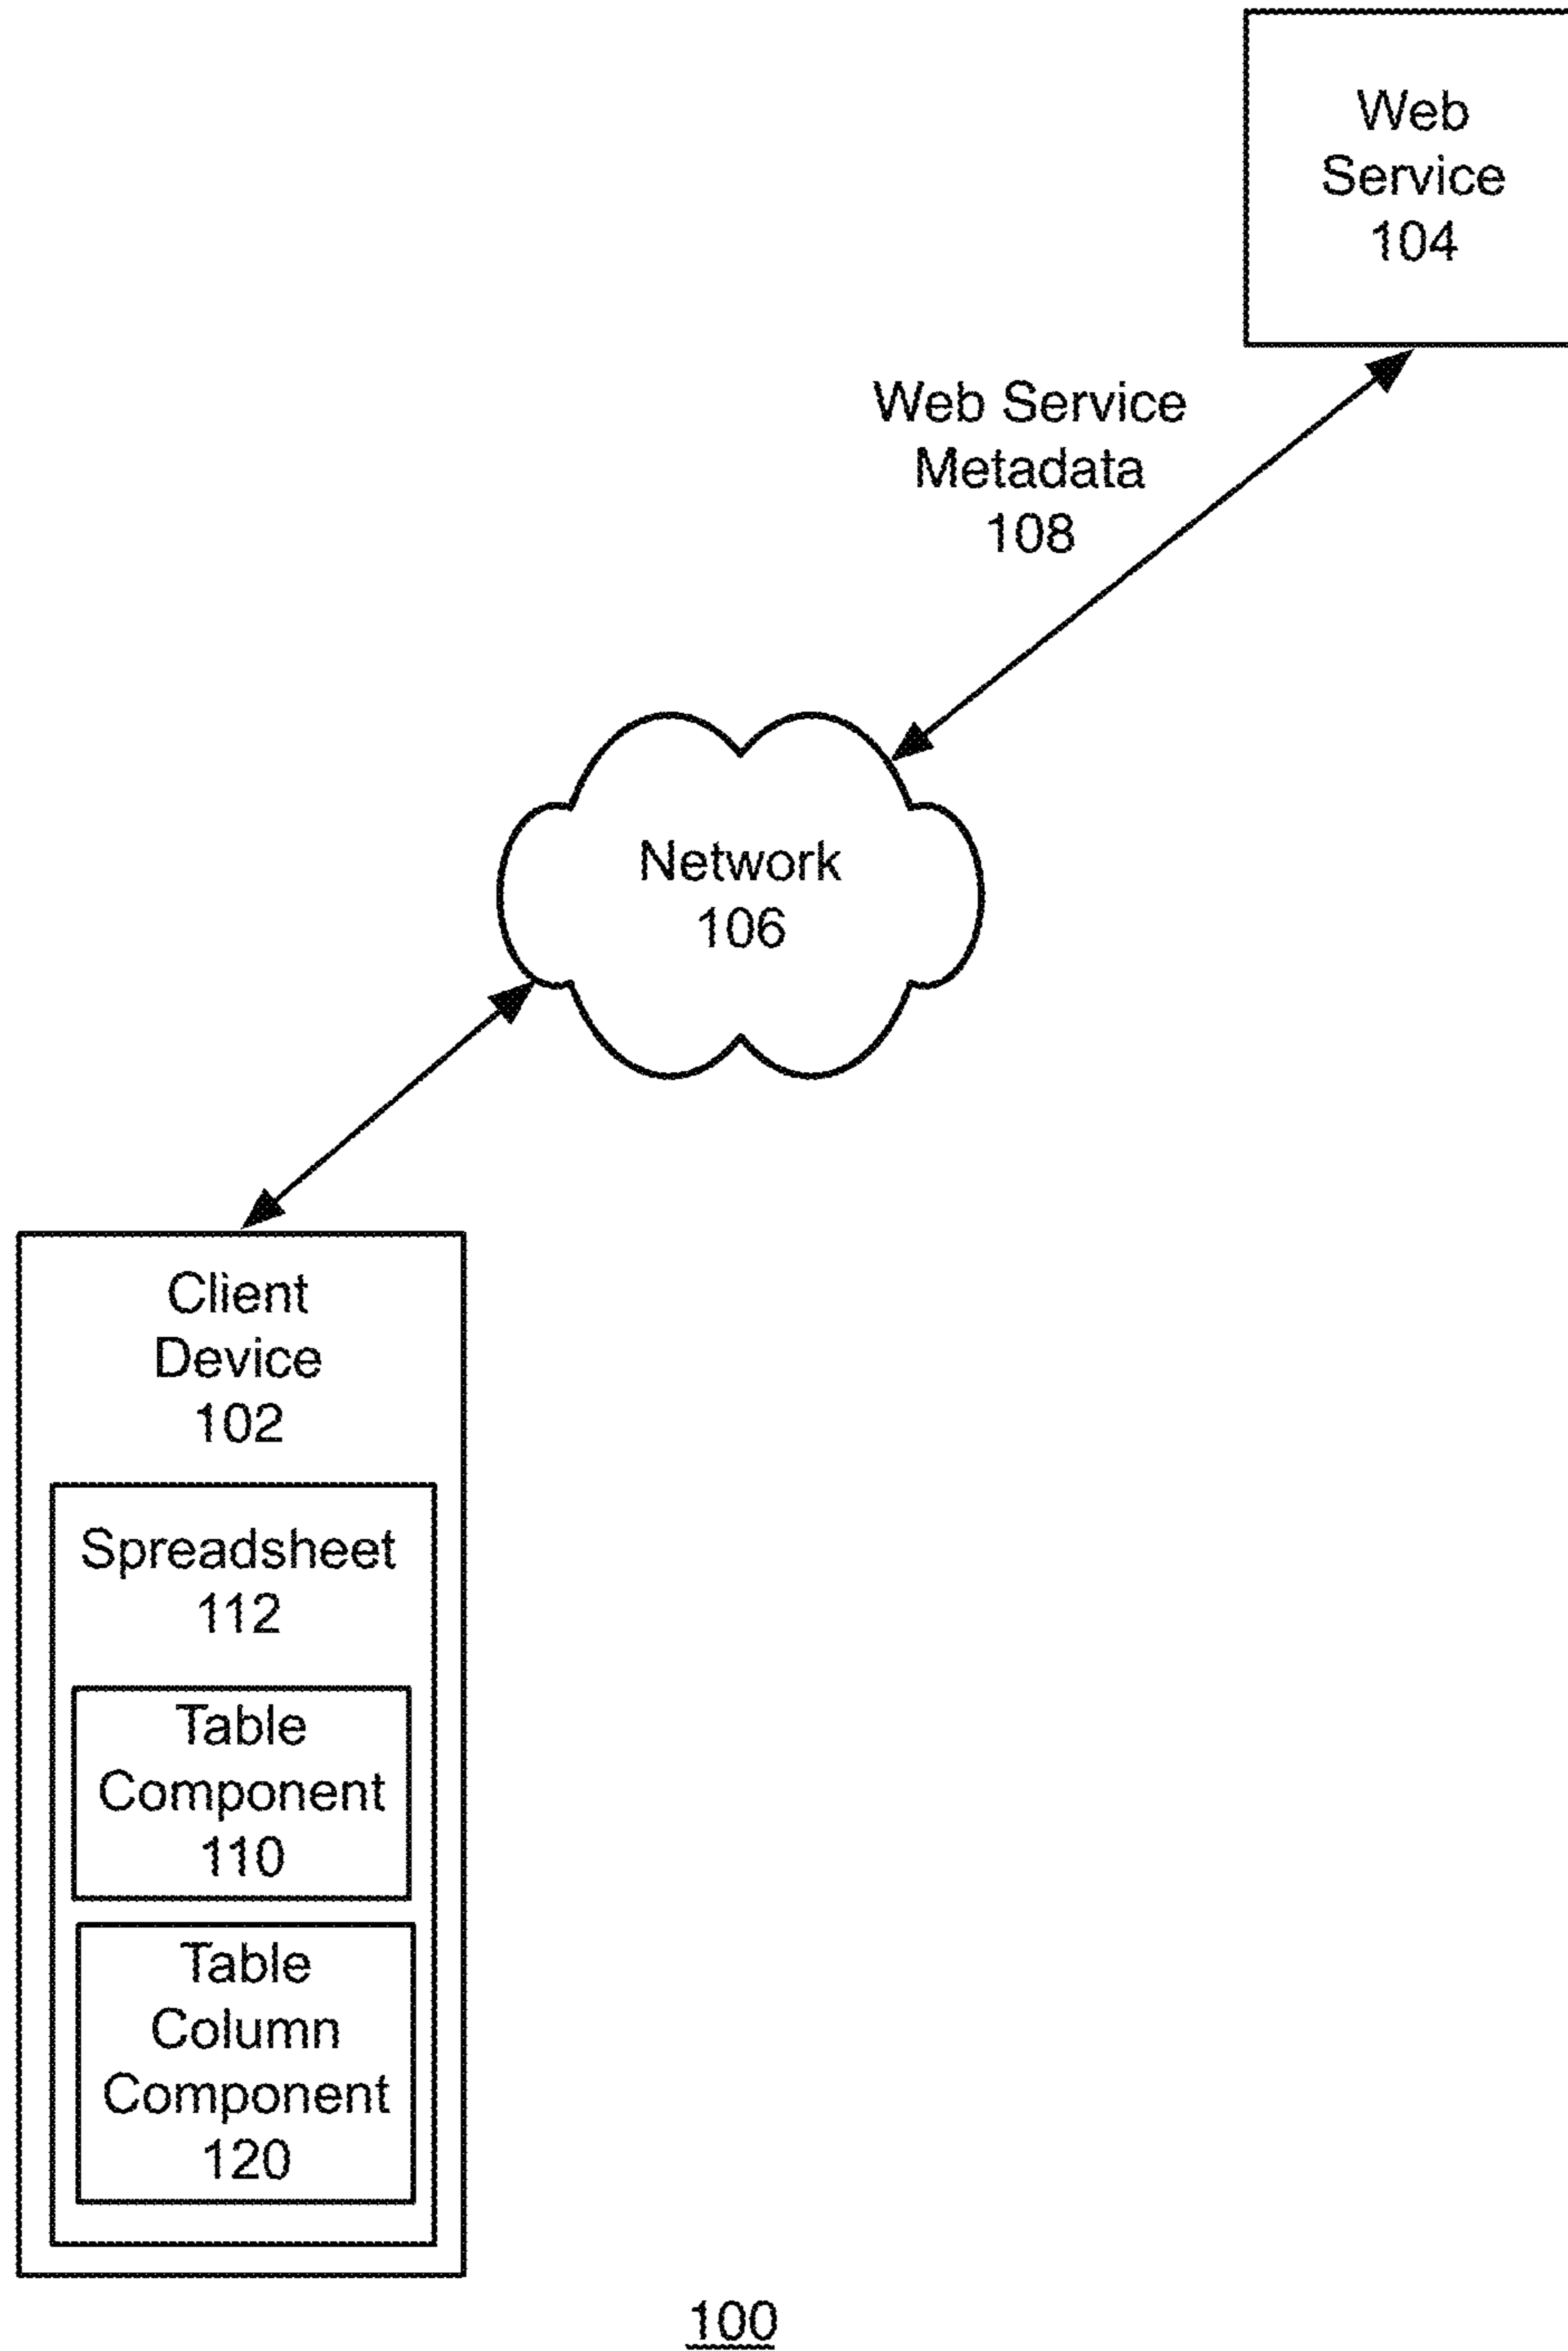 Web
Service
104
Web Service
Metadata
108
Network
106
Client
Device
102
Spreadsheet
112
Table
Component
110
Table
Column
Component
120
100